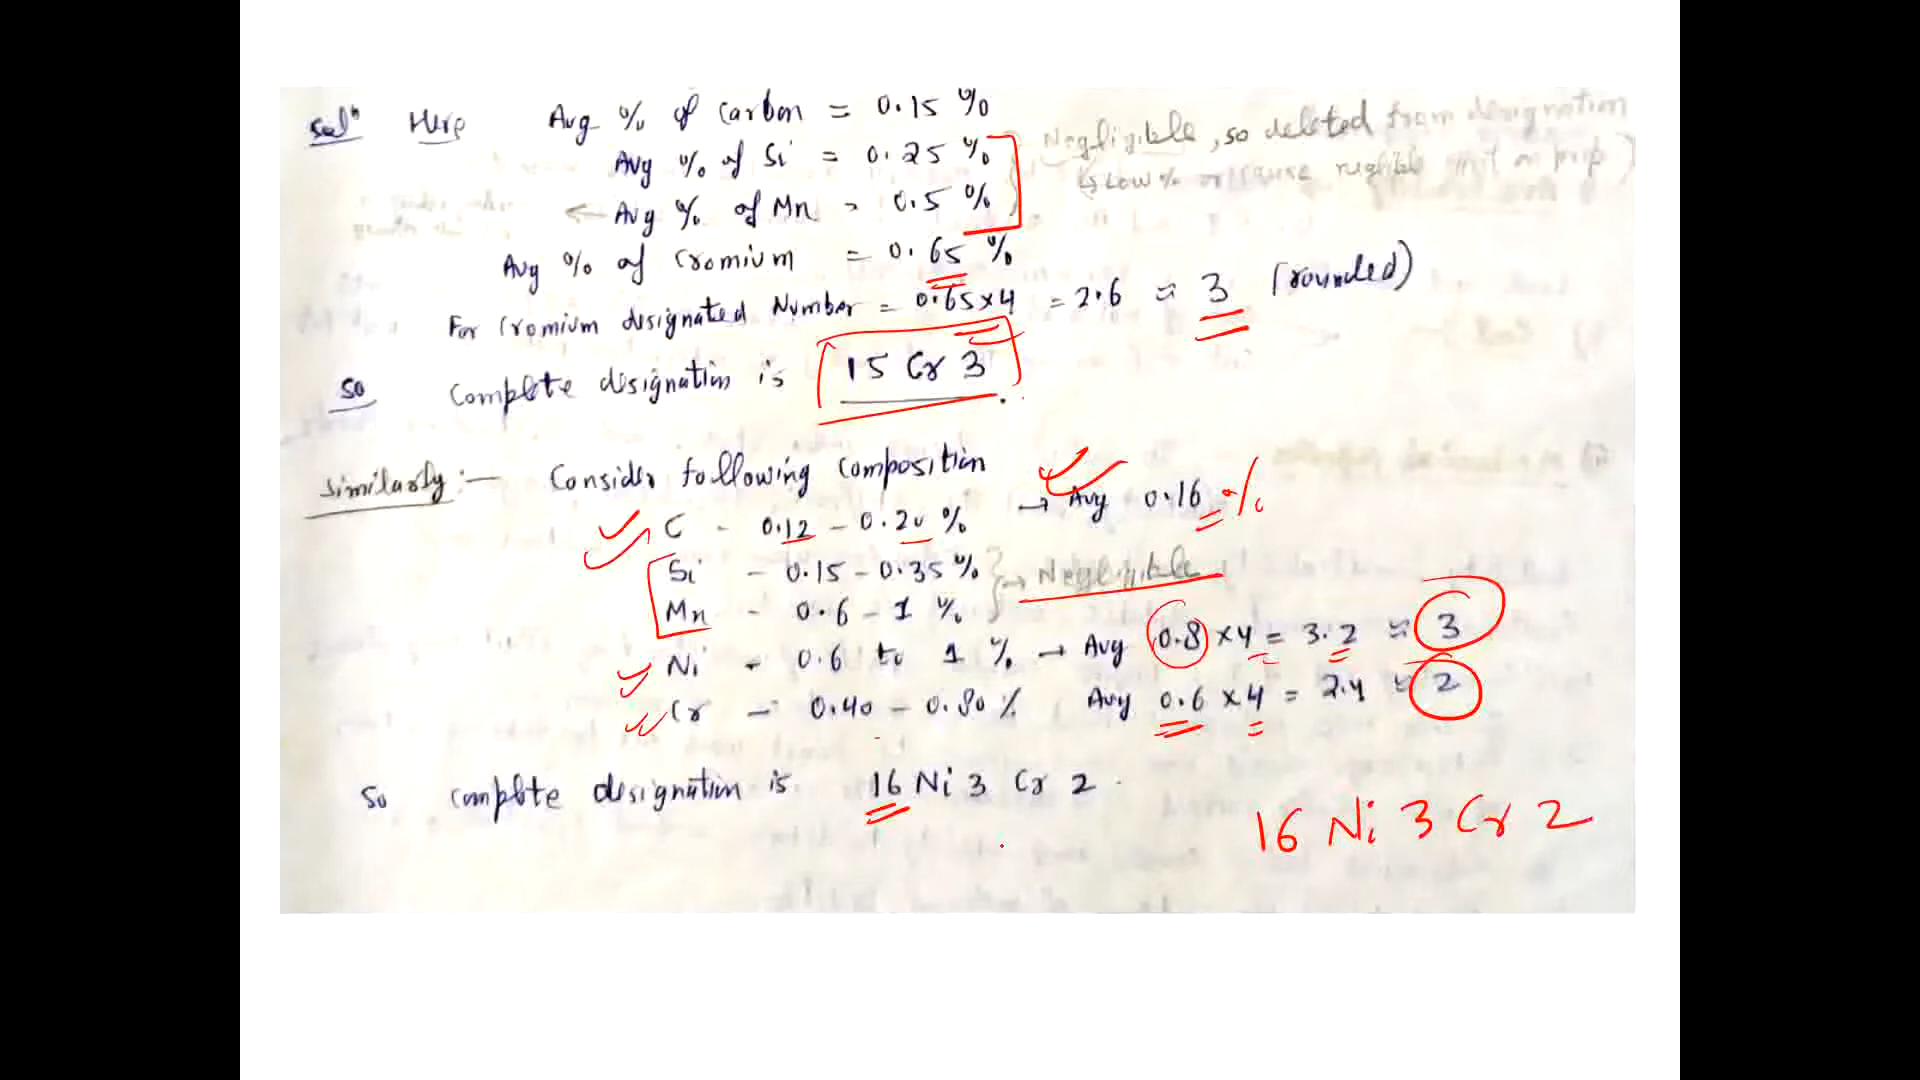 Solⁿ Here Avg % of carbon = 0.15 %
Avg % of Si = 0.25 % Negligible, so deleted from designation
← Avg % of Mn = 0.5 % Low %
Avg % of Cromium = 0.65 %
For Cromium designated Number = 0.65 x 4 = 2.6 ≈ 3 (rounded)
So Complete designation is 15 Cr 3.
Similarly :- Consider following composition
C - 0.12 - 0.20 % → Avg 0.16 %
Si - 0.15 - 0.35 % } → Negligible
Mn - 0.6 - 1 %
Ni - 0.6 to 1 % → Avg 0.8 x 4 = 3.2 ≈ 3
Cr - 0.40 - 0.80 % Avg 0.6 x 4 = 2.4 ≈ 2
So complete designation is 16 Ni 3 Cr 2.
16 Ni 3 Cr 2